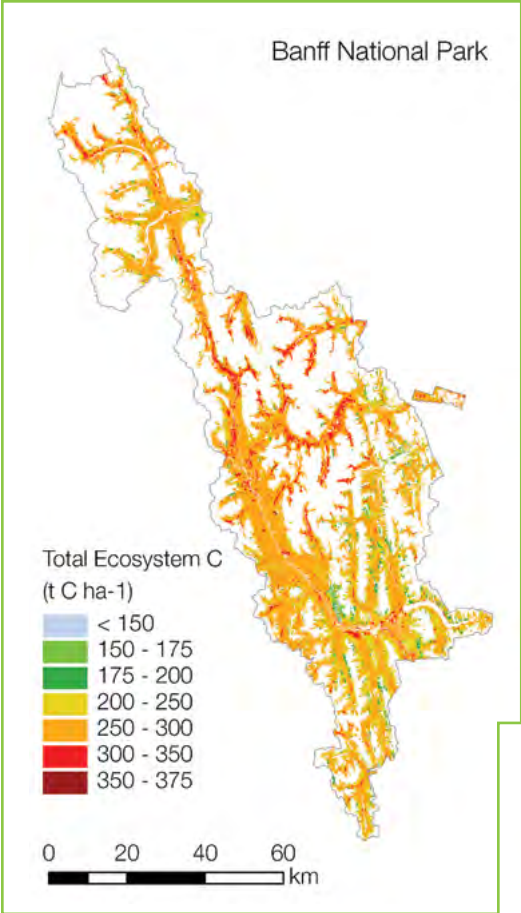 Banff National Park
Total Ecosystem C
(t C ha-1)
< 150
150 - 175
175 - 200
200 - 250
250 - 300
300 - 350
350 - 375
0 20 40 60
km